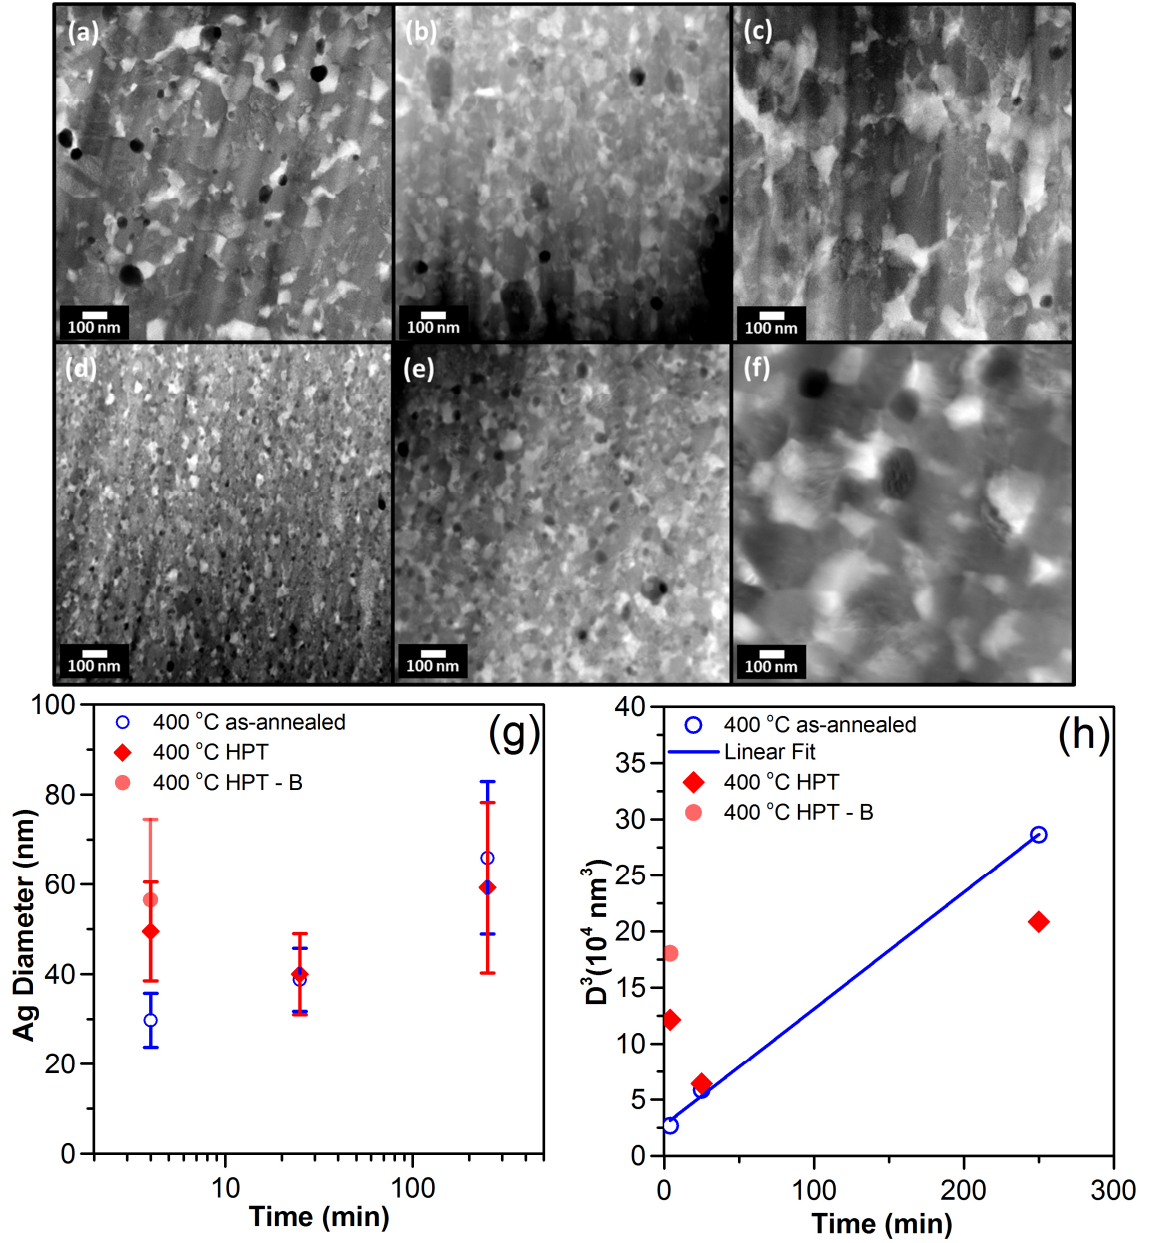 (a) (b) (c)
100 nm 100 nm 100 nm
(d) (e) (f)
100 nm 100 nm 100 nm
(g)
400 °C as-annealed
400 °C HPT
400 °C HPT - B
100
80
60
40
20
0
Ag Diameter (nm)
10 100
Time (min)
(h)
400 °C as-annealed
Linear Fit
400 °C HPT
400 °C HPT - B
40
35
30
25
20
15
10
5
0
D³(10⁴ nm³)
0 100 200 300
Time (min)